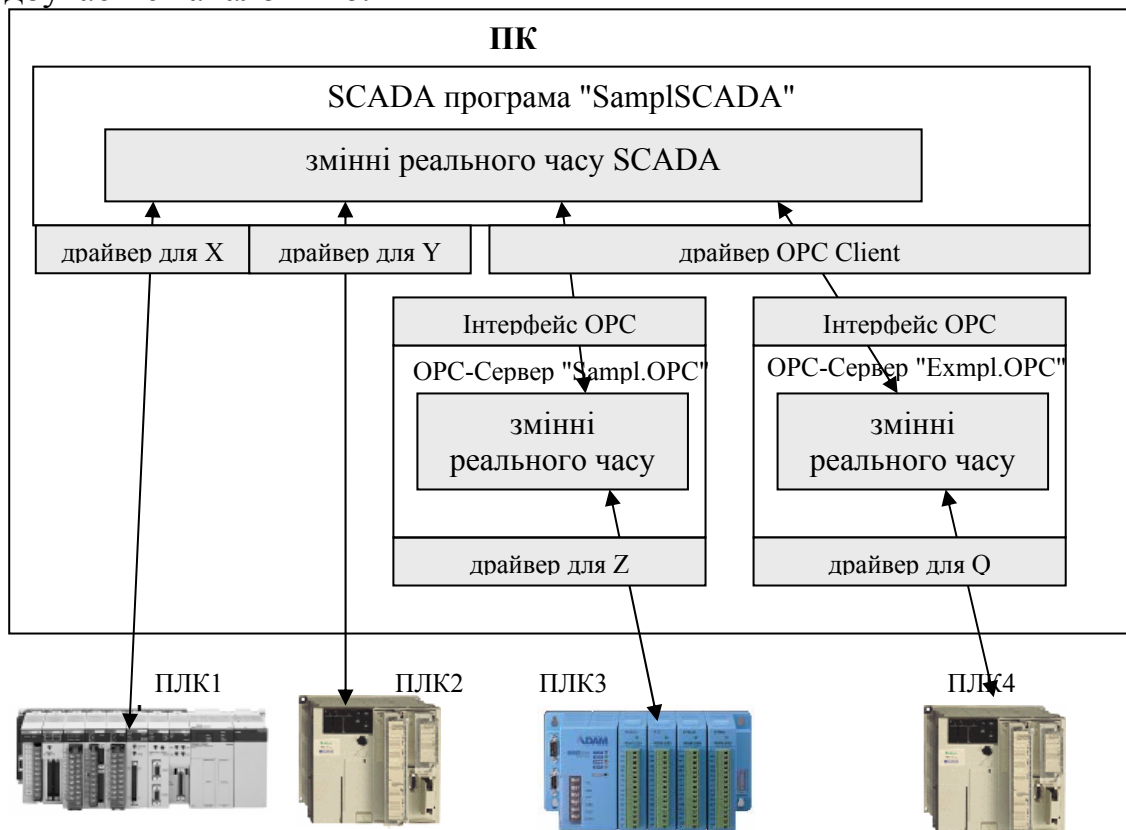 ПК
SCADA програма "SamplSCADA"
змінні реального часу SCADA
драйвер для X
драйвер для Y
драйвер OPC Client
Інтерфейс OPC
Інтерфейс OPC
OPC-Сервер "Sampl.OPC"
OPC-Сервер "Exmpl.OPC"
змінні
реального часу
змінні
реального часу
драйвер для Z
драйвер для Q
ПЛК1
ПЛК2
ПЛК3
ПЛК4
ADAM